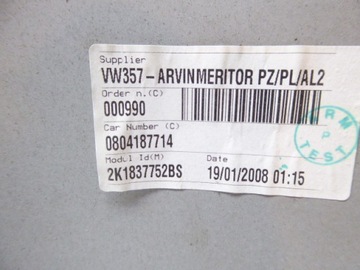 Supplier
VW357-ARVINMERITOR PZ/PL/AL2
Order n.(C)
000990
Car Number (C)
0804187714
Modul Id(M)
2K1837752BS
Date
19/01/2008 01:15
RM
P
TEST